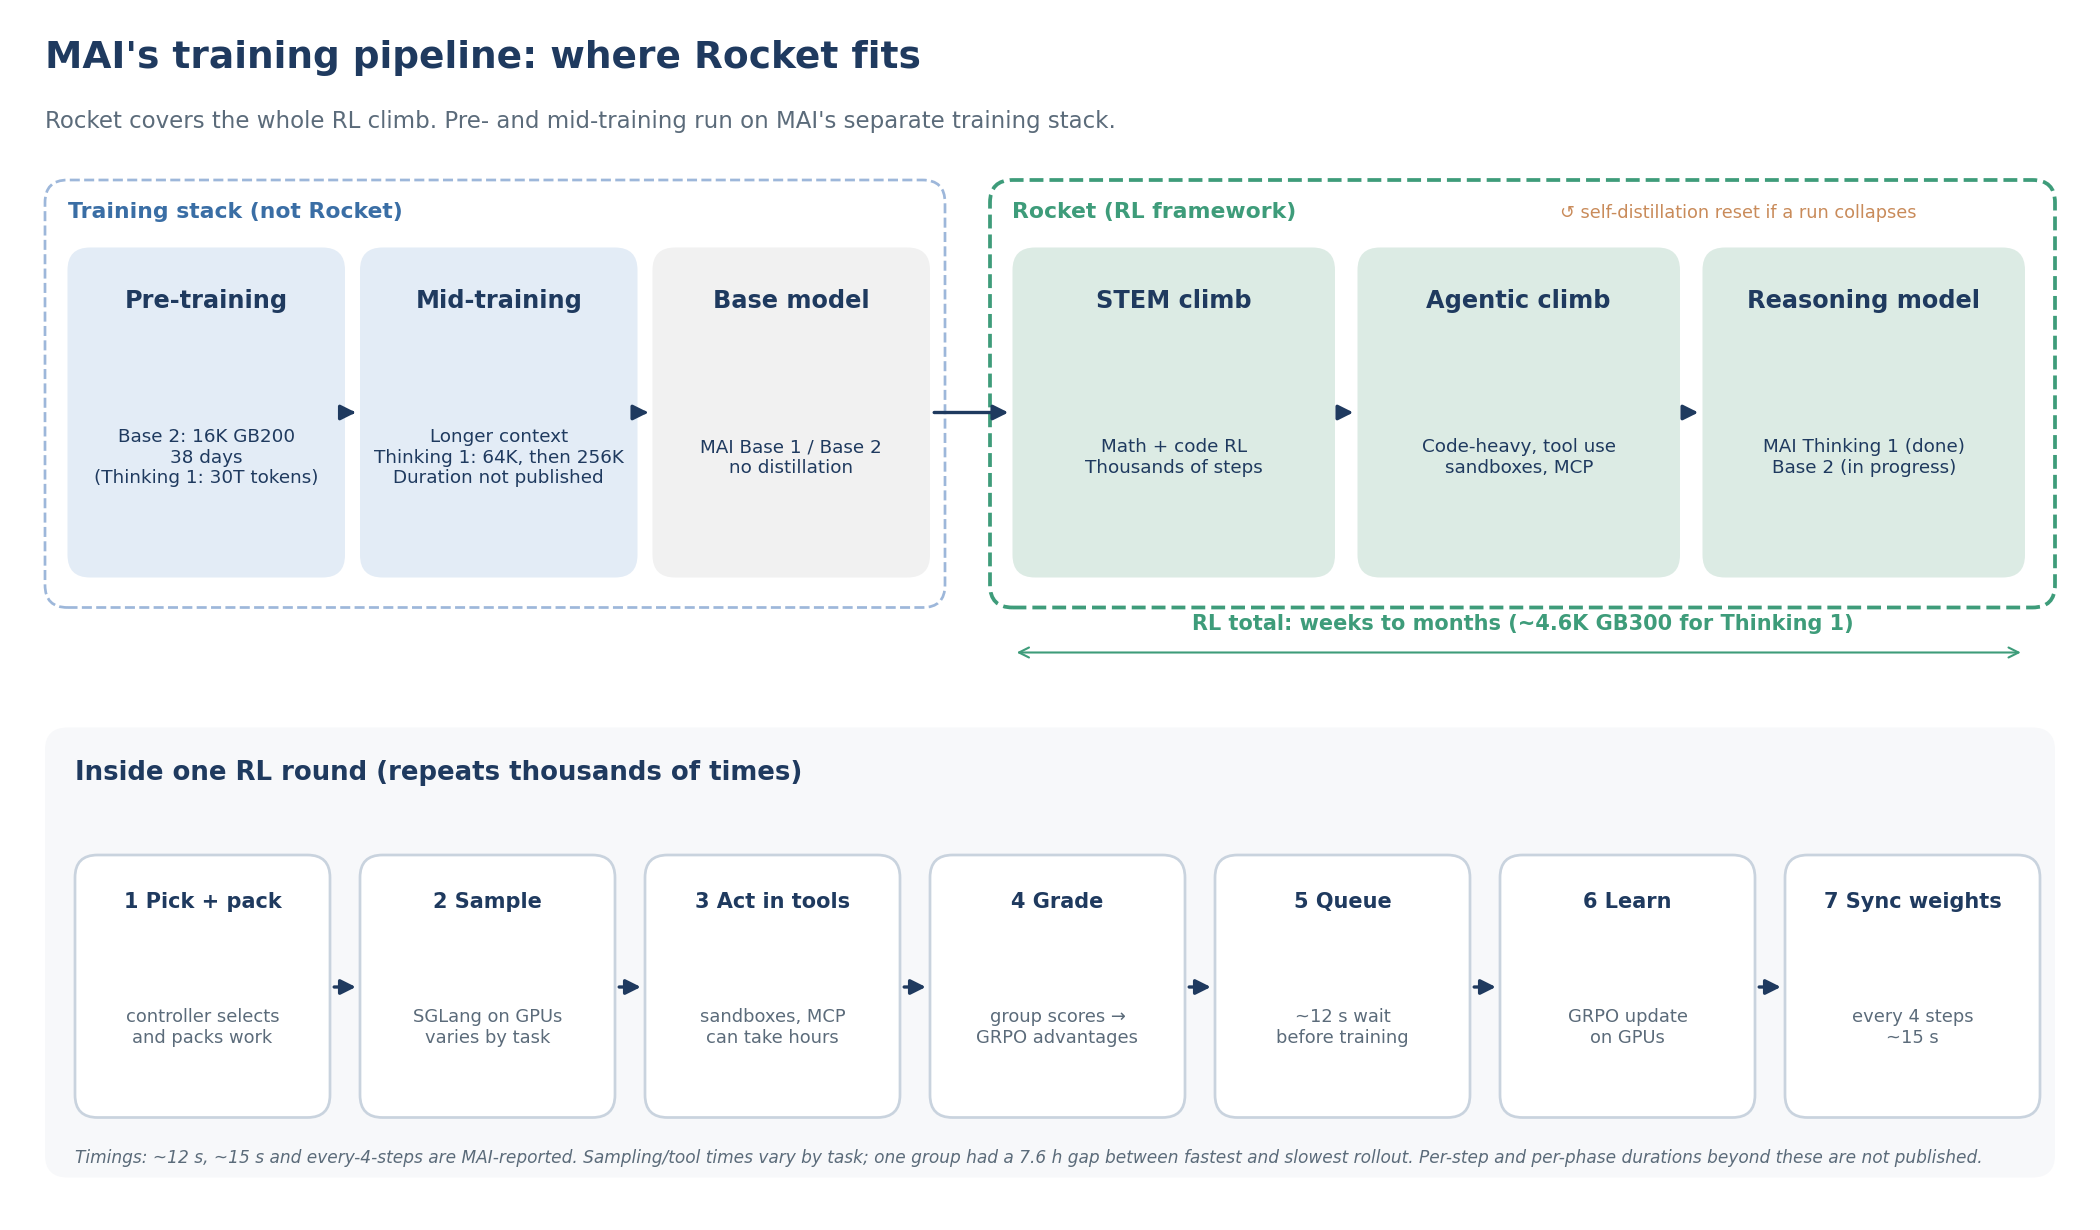 MAI's training pipeline: where Rocket fits
Rocket covers the whole RL climb. Pre- and mid-training run on MAI's separate training stack.
Training stack (not Rocket)
Pre-training
Base 2: 16K GB200
38 days
(Thinking 1: 30T tokens)
Mid-training
Longer context
Thinking 1: 64K, then 256K
Duration not published
Base model
MAI Base 1 / Base 2
no distillation
Rocket (RL framework)
↺ self-distillation reset if a run collapses
STEM climb
Math + code RL
Thousands of steps
Agentic climb
Code-heavy, tool use
sandboxes, MCP
Reasoning model
MAI Thinking 1 (done)
Base 2 (in progress)
RL total: weeks to months (~4.6K GB300 for Thinking 1)
Inside one RL round (repeats thousands of times)
1 Pick + pack
controller selects
and packs work
2 Sample
SGLang on GPUs
varies by task
3 Act in tools
sandboxes, MCP
can take hours
4 Grade
group scores →
GRPO advantages
5 Queue
~12 s wait
before training
6 Learn
GRPO update
on GPUs
7 Sync weights
every 4 steps
~15 s
Timings: ~12 s, ~15 s and every-4-steps are MAI-reported. Sampling/tool times vary by task; one group had a 7.6 h gap between fastest and slowest rollout. Per-step and per-phase durations beyond these are not published.